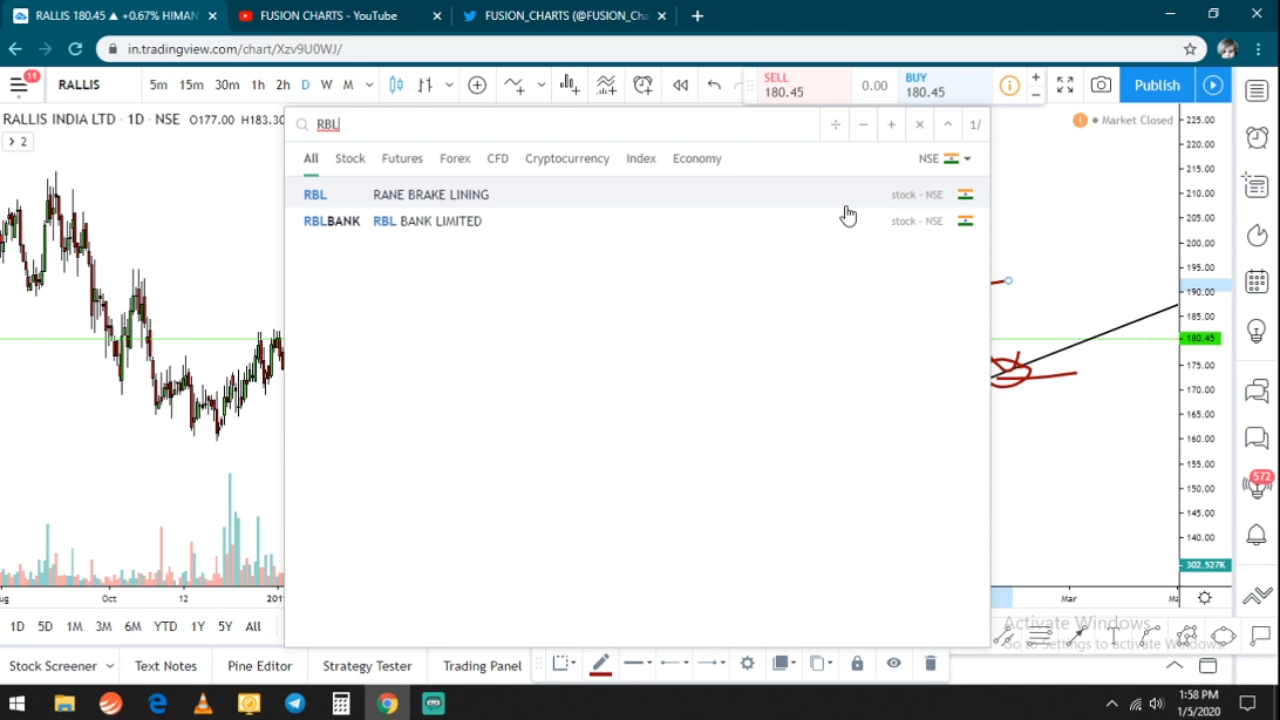 RALLIS 180.45 ▲ +0.67% HIMAN
FUSION CHARTS - YouTube
FUSION_CHARTS (@FUSION_Cha
in.tradingview.com/chart/Xzv9U0WJ/
11
RALLIS
5m 15m 30m 1h 2h D W M
SELL
180.45
0.00
BUY
180.45
Publish
RALLIS INDIA LTD · 1D · NSE O177.00 H183.30
2
RBL
1/
Market Closed
All Stock Futures Forex CFD Cryptocurrency Index Economy
NSE
RBL RANE BRAKE LINING stock - NSE
RBLBANK RBL BANK LIMITED stock - NSE
225.00
220.00
215.00
210.00
205.00
200.00
195.00
190.00
185.00
180.45
175.00
170.00
165.00
160.00
155.00
150.00
145.00
140.00
302.527K
572
Oct 12 201
Mar
1D 5D 1M 3M 6M YTD 1Y 5Y All
Activate Windows
Go to Settings to activate Windows.
Stock Screener Text Notes Pine Editor Strategy Tester Trading Panel
1:58 PM
1/5/2020